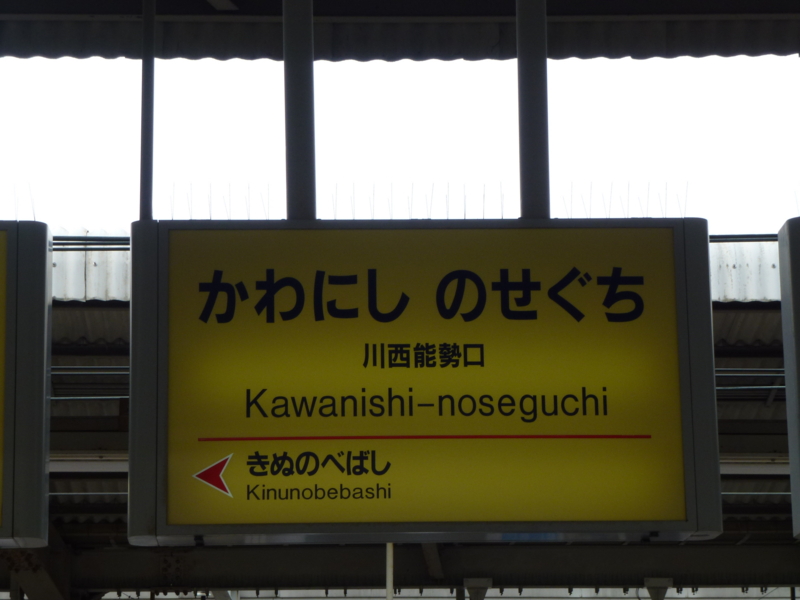 かわにし のせぐち
川西能勢口
Kawanishi-noseguchi
きぬのべばし
Kinunobebashi